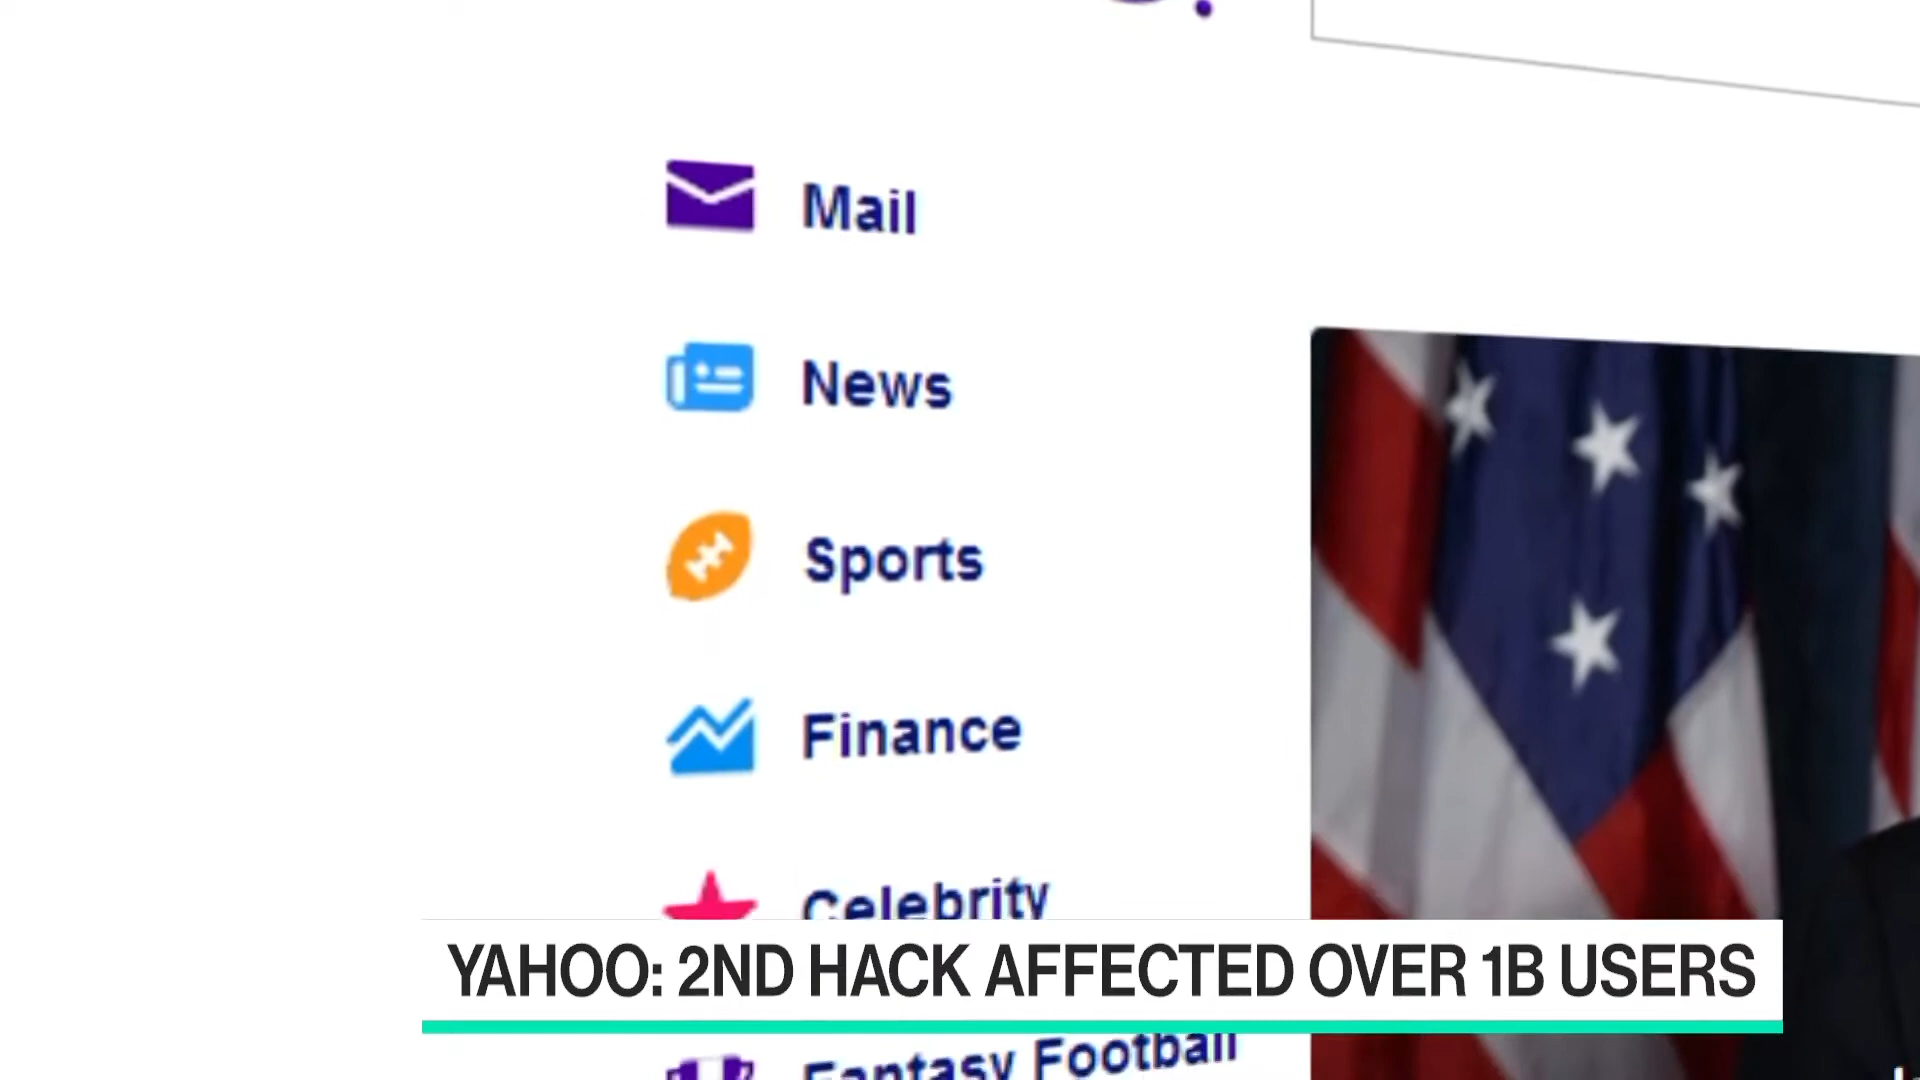 Mail
News
Sports
Finance
Celebrity
YAHOO: 2ND HACK AFFECTED OVER 1B USERS
Fantasy Football